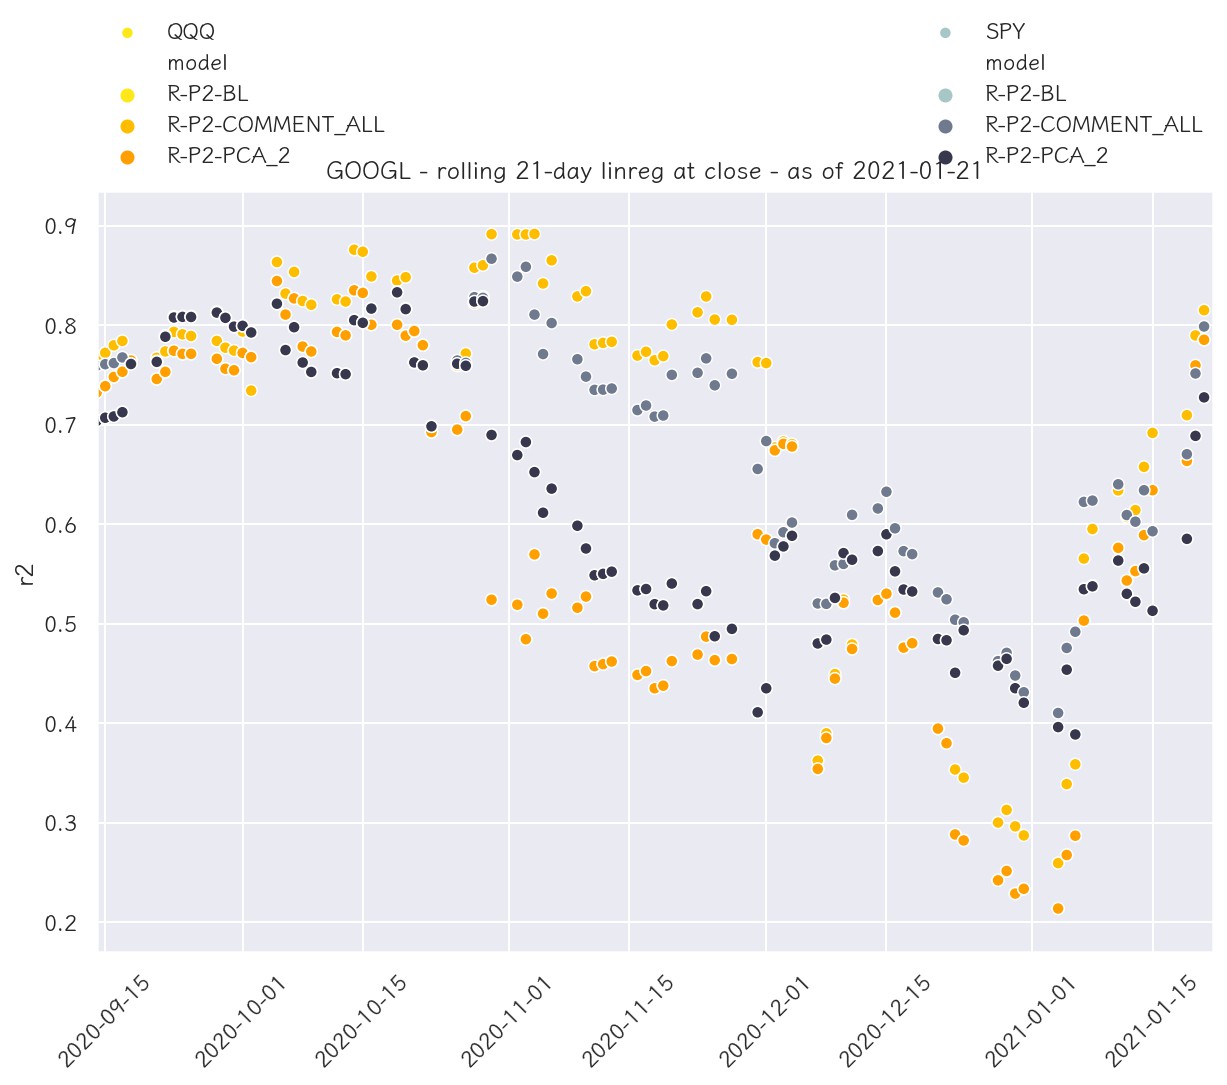 QQQ
model
R-P2-BL
R-P2-COMMENT_ALL
R-P2-PCA_2
SPY
model
R-P2-BL
R-P2-COMMENT_ALL
R-P2-PCA_2
GOOGL - rolling 21-day linreg at close - as of 2021-01-21
0.9
0.8
0.7
0.6
0.5
0.4
0.3
0.2
r2
2020-09-15
2020-10-01
2020-10-15
2020-11-01
2020-11-15
2020-12-01
2020-12-15
2021-01-01
2021-01-15